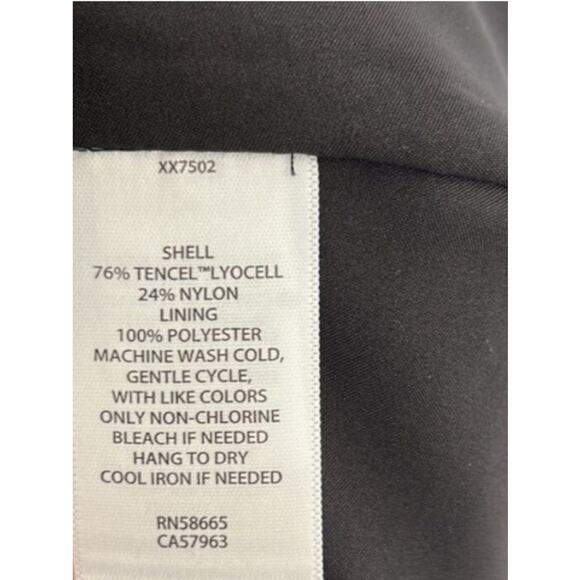 XX7502
SHELL
76% TENCEL™LYOCELL
24% NYLON
LINING
100% POLYESTER
MACHINE WASH COLD,
GENTLE CYCLE,
WITH LIKE COLORS
ONLY NON-CHLORINE
BLEACH IF NEEDED
HANG TO DRY
COOL IRON IF NEEDED
RN58665
CA57963